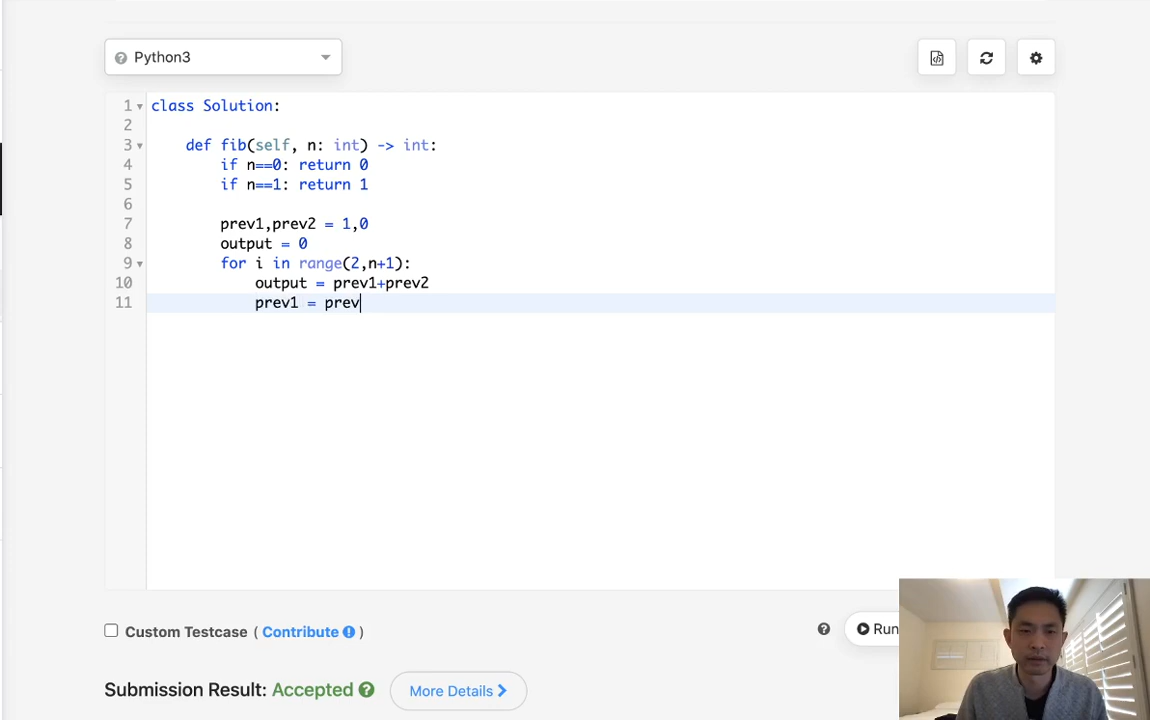 Python3
1 class Solution:
2
3 def fib(self, n: int) -> int:
4 if n==0: return 0
5 if n==1: return 1
6
7 prev1,prev2 = 1,0
8 output = 0
9 for i in range(2,n+1):
10 output = prev1+prev2
11 prev1 = prev
Custom Testcase ( Contribute )
Run
Submission Result: Accepted
More Details